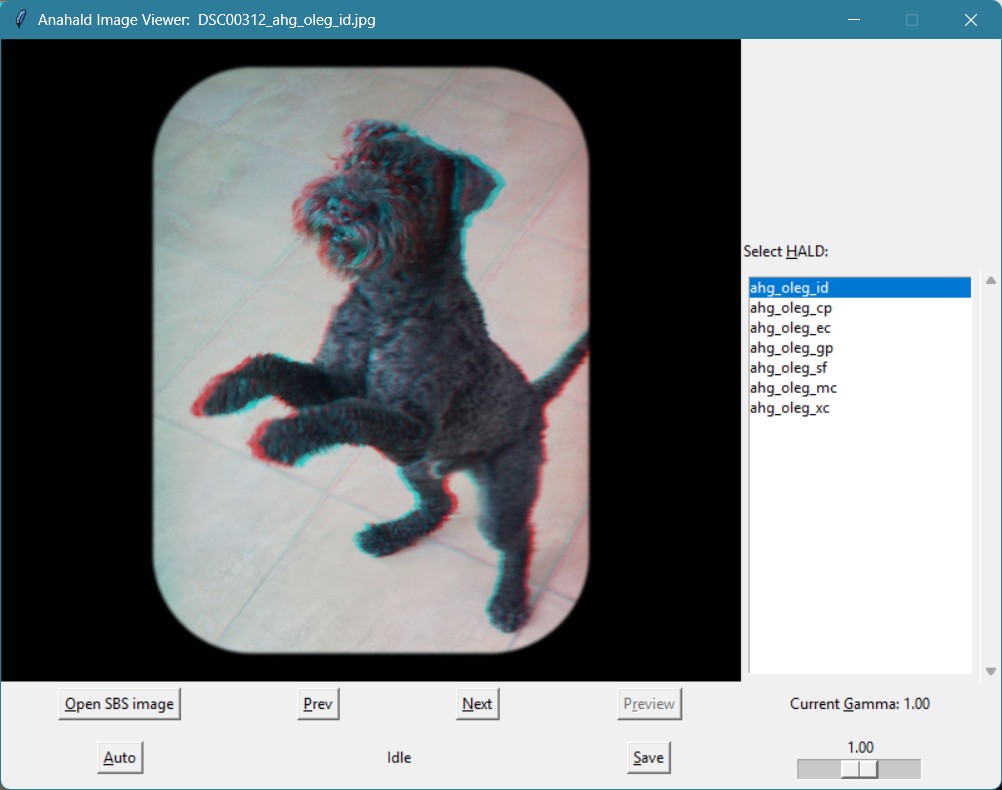 Anahald Image Viewer:  DSC00312_ahg_oleg_id.jpg
Select HALD:
ahg_oleg_id
ahg_oleg_cp
ahg_oleg_ec
ahg_oleg_gp
ahg_oleg_sf
ahg_oleg_mc
ahg_oleg_xc
Open SBS image
Prev
Next
Preview
Current Gamma: 1.00
Auto
Idle
Save
1.00